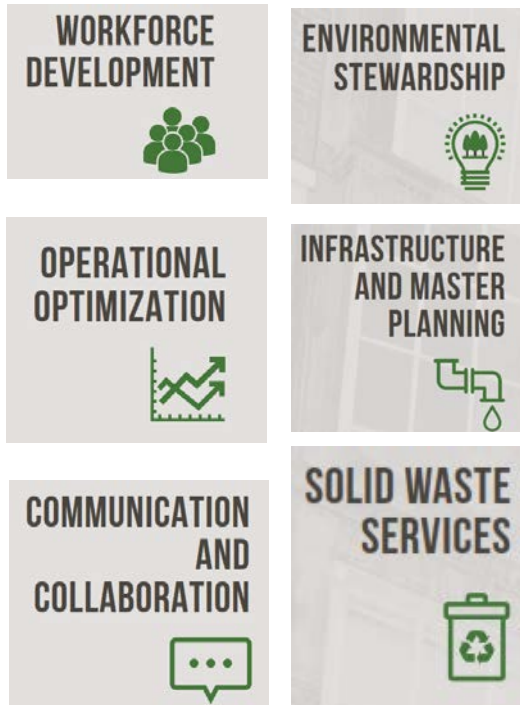 WORKFORCE
DEVELOPMENT
ENVIRONMENTAL
STEWARDSHIP
OPERATIONAL
OPTIMIZATION
INFRASTRUCTURE
AND MASTER
PLANNING
COMMUNICATION
AND
COLLABORATION
SOLID WASTE
SERVICES